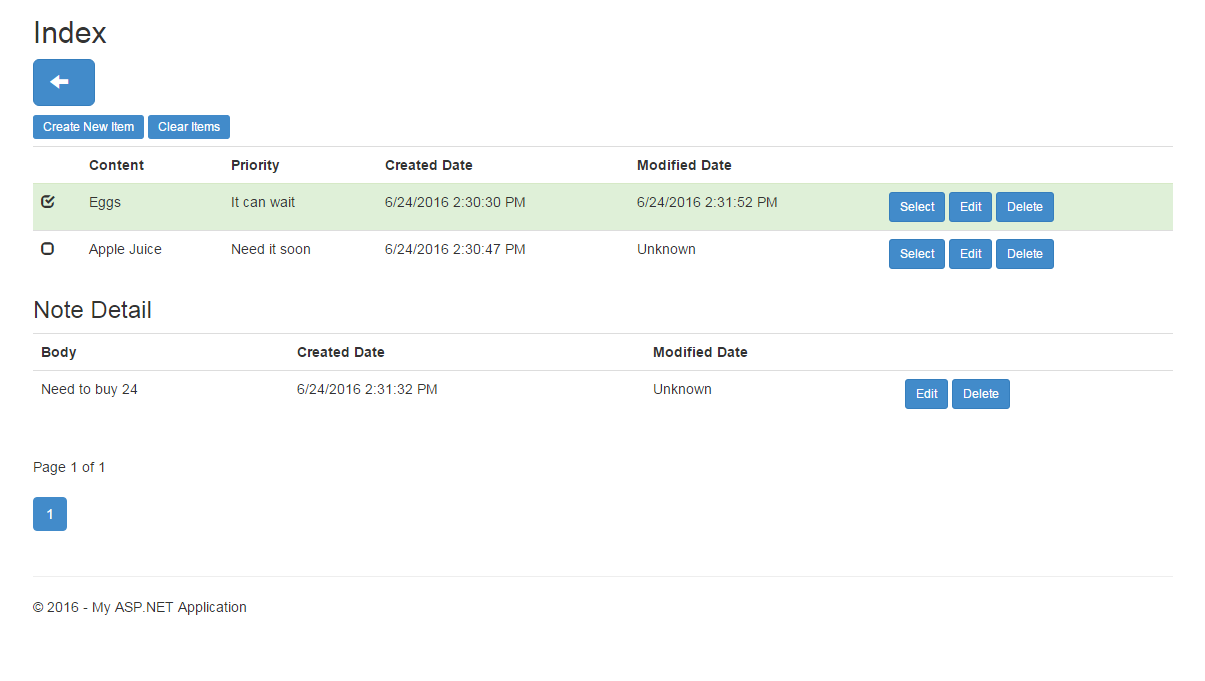 Index
Create New Item Clear Items
Content Priority Created Date Modified Date
Eggs It can wait 6/24/2016 2:30:30 PM 6/24/2016 2:31:52 PM Select Edit Delete
Apple Juice Need it soon 6/24/2016 2:30:47 PM Unknown Select Edit Delete
Note Detail
Body Created Date Modified Date
Need to buy 24 6/24/2016 2:31:32 PM Unknown Edit Delete
Page 1 of 1
1
© 2016 - My ASP.NET Application